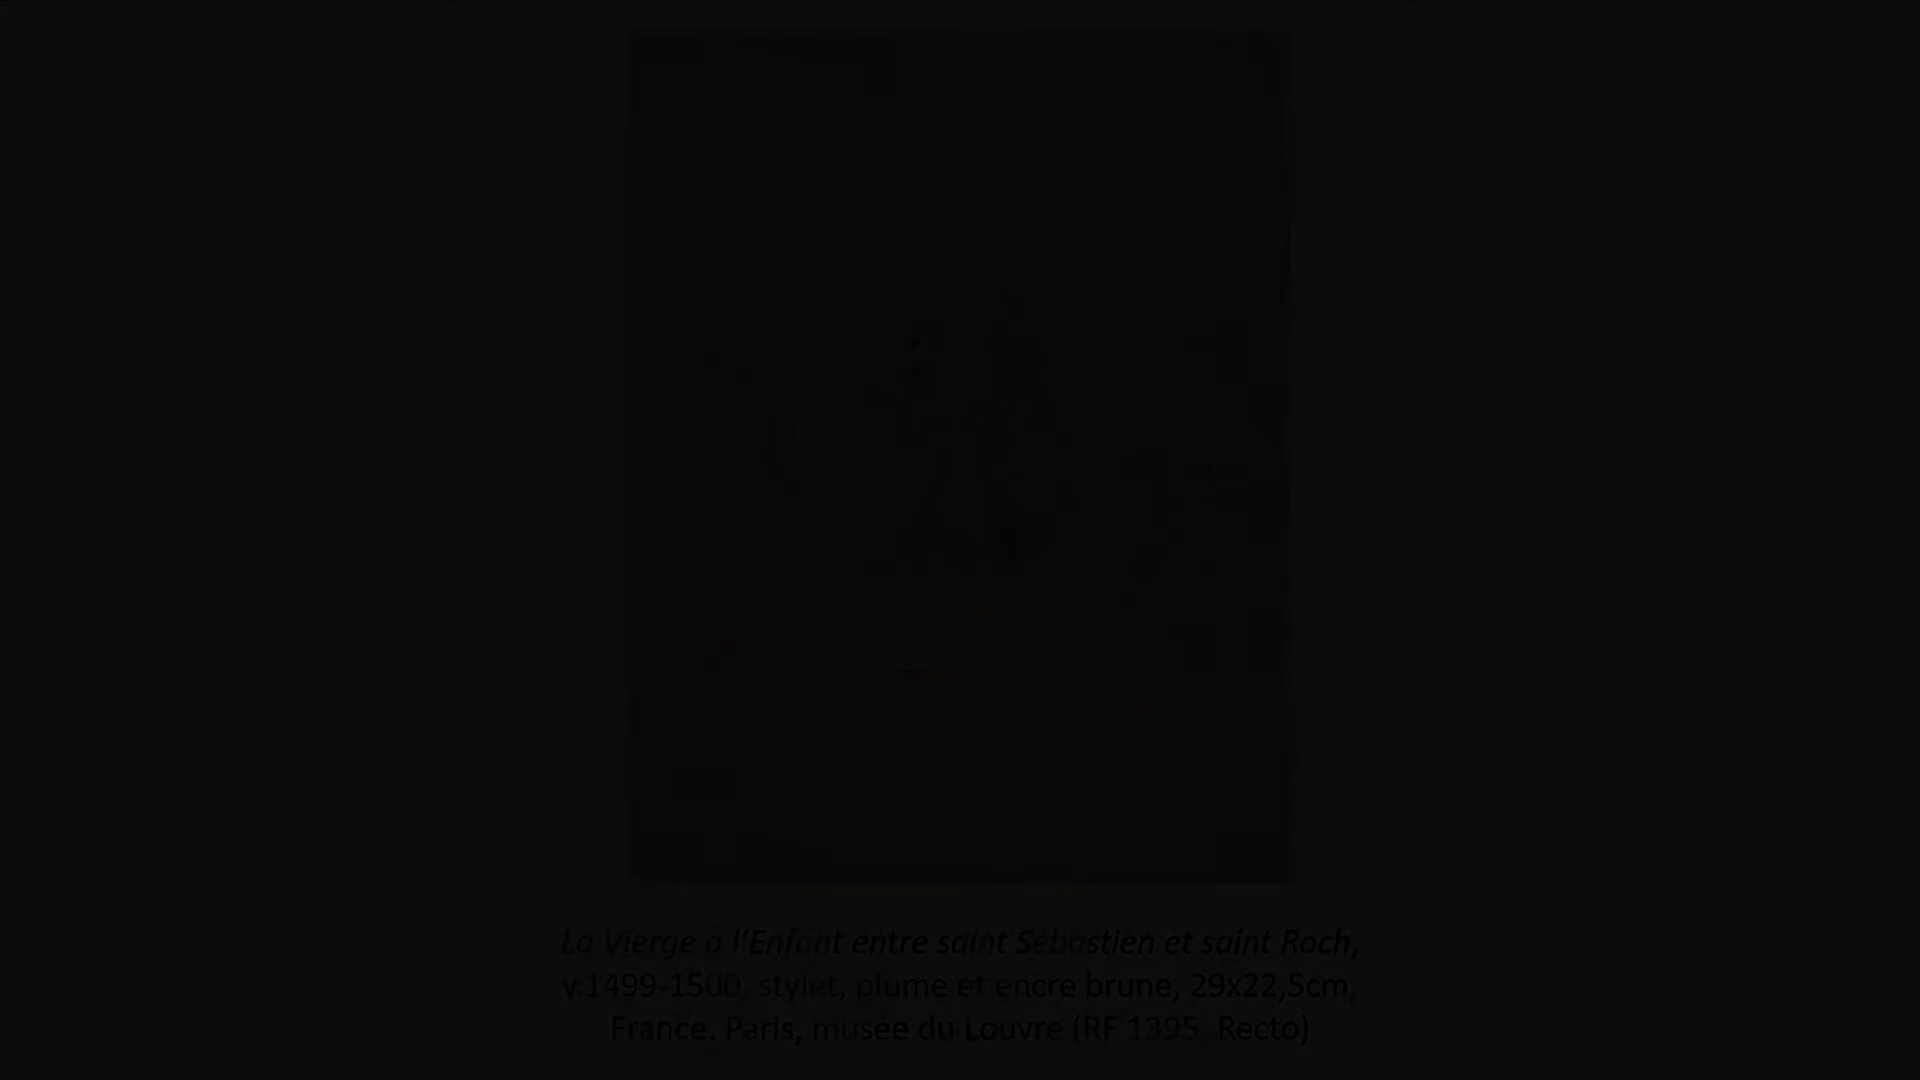 La Vierge à l’Enfant entre saint Sébastien et saint Roch,
v.1499-1500, stylet, plume et encre brune, 29x22,5cm,
France, Paris, musée du Louvre (RF 1395, Recto)